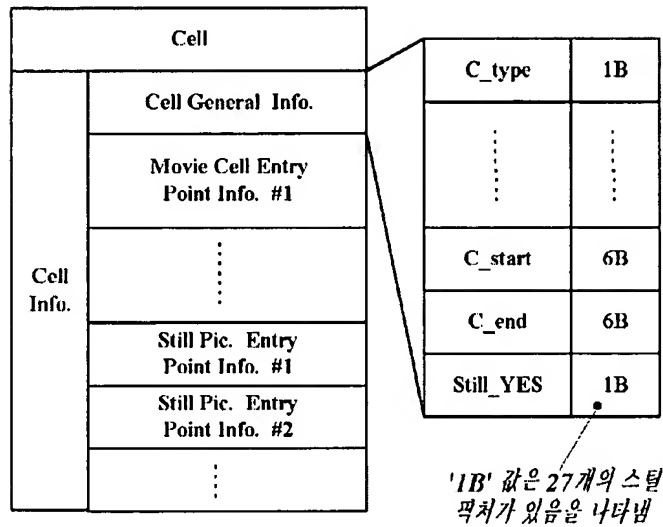 Cell
Cell General Info.
Movie Cell Entry
Point Info. #1
Cell
Info.
Still Pic. Entry
Point Info. #1
Still Pic. Entry
Point Info. #2
C_type 1B
C_start 6B
C_end 6B
Still_YES 1B
'1B' 값은 27개의 스틸
픽처가 있음을 나타냄